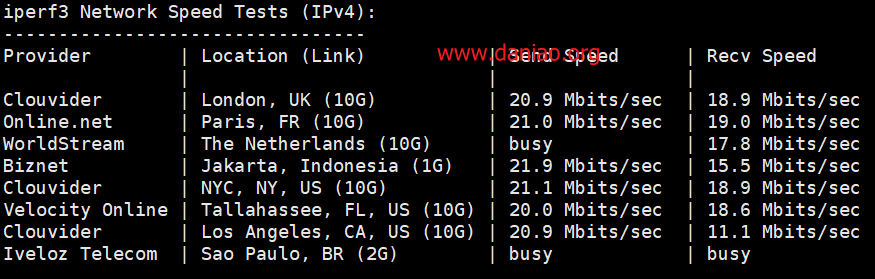 iperf3 Network Speed Tests (IPv4):
---------------------------------
Provider | Location (Link) | Send Speed | Recv Speed
www.daniao.org
| | |
Clouvider | London, UK (10G) | 20.9 Mbits/sec | 18.9 Mbits/sec
Online.net | Paris, FR (10G) | 21.0 Mbits/sec | 19.0 Mbits/sec
WorldStream | The Netherlands (10G) | busy | 17.8 Mbits/sec
Biznet | Jakarta, Indonesia (1G) | 21.9 Mbits/sec | 15.5 Mbits/sec
Clouvider | NYC, NY, US (10G) | 21.1 Mbits/sec | 18.9 Mbits/sec
Velocity Online | Tallahassee, FL, US (10G) | 20.0 Mbits/sec | 18.6 Mbits/sec
Clouvider | Los Angeles, CA, US (10G) | 20.9 Mbits/sec | 11.1 Mbits/sec
Iveloz Telecom | Sao Paulo, BR (2G) | busy | busy